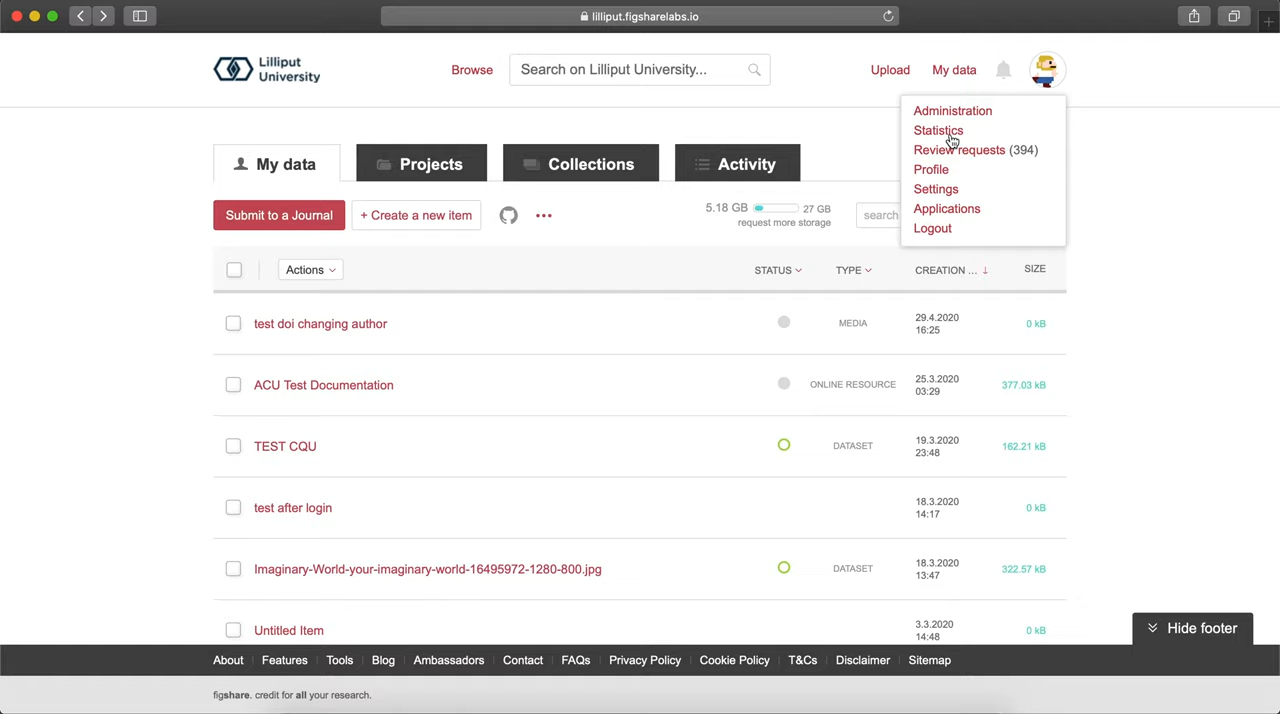 lilliput.figsharelabs.io
Lilliput
University
Browse
Search on Lilliput University...
Upload
My data
Administration
Statistics
Review requests (394)
Profile
Settings
Applications
Logout
My data
Projects
Collections
Activity
Submit to a Journal
+ Create a new item
5.18 GB
27 GB
request more storage
search
Actions
STATUS
TYPE
CREATION ...
SIZE
test doi changing author
MEDIA
29.4.2020
16:25
0 kB
ACU Test Documentation
ONLINE RESOURCE
25.3.2020
03:29
377.03 kB
TEST CQU
DATASET
19.3.2020
23:48
162.21 kB
test after login
18.3.2020
14:17
0 kB
Imaginary-World-your-imaginary-world-16495972-1280-800.jpg
DATASET
18.3.2020
13:47
322.57 kB
Untitled Item
3.3.2020
14:48
0 kB
Hide footer
About
Features
Tools
Blog
Ambassadors
Contact
FAQs
Privacy Policy
Cookie Policy
T&Cs
Disclaimer
Sitemap
figshare. credit for all your research.